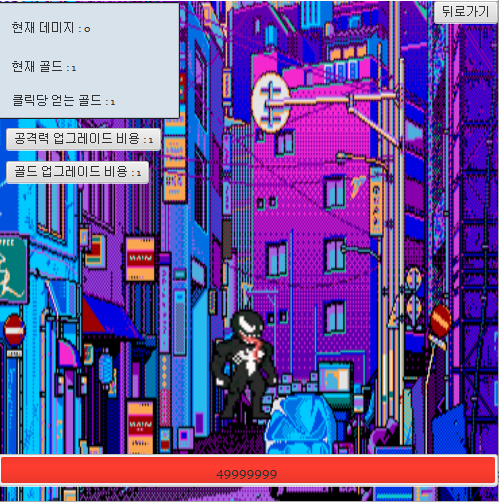 현재 데미지 : 0
뒤로가기
현재 골드 : 1
클릭당 얻는 골드 : 1
공격력 업그레이드 비용 : 1
골드 업그레이드 비용 : 1
MAIN
MAIN
49999999